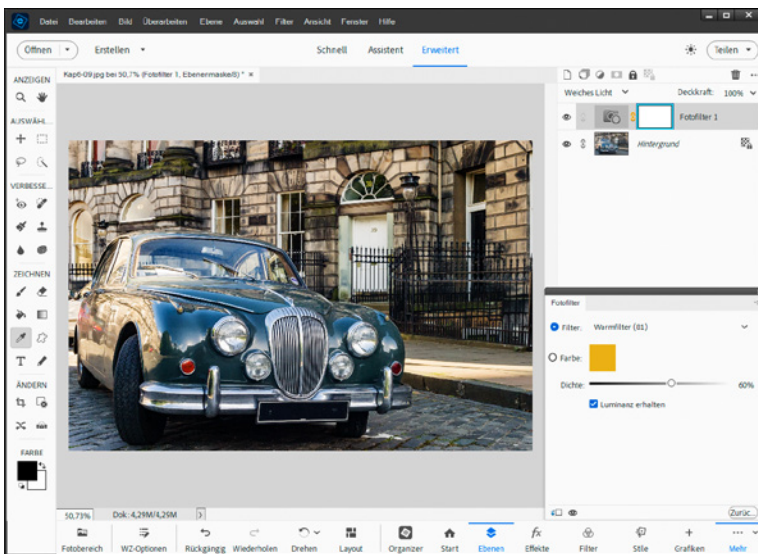 Datei Bearbeiten Bild Überarbeiten Ebene Auswahl Filter Ansicht Fenster Hilfe
Öffnen Erstellen Schnell Assistent Erweitert Teilen
ANZEIGEN
Kap6-09.jpg bei 50,7% (Fotofilter 1, Ebenenmaske/8) * ×
Weiches Licht Deckkraft: 100%
Fotofilter 1
AUSWÄHL...
Hintergrund
VERBESSE...
ZEICHNEN
Fotofilter
Filter: Warmfilter (81)
Farbe:
Dichte: 60%
Luminanz erhalten
T
ÄNDERN
FARBE
50,73% Dok: 4,29M/4,29M
Zurüc...
Fotobereich WZ-Optionen Rückgängig Wiederholen Drehen Layout Organizer Start Ebenen Effekte Filter Stile Grafiken Mehr